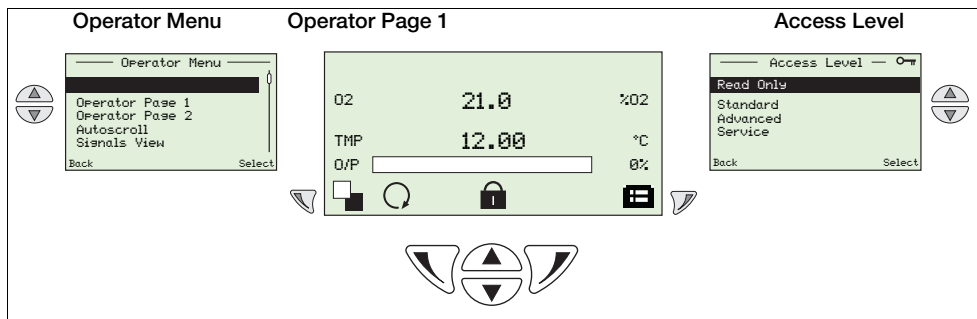 Operator Menu
Operator Page 1
Access Level
Operator Menu
Operator Page 1
Operator Page 2
Autoscroll
Signals View
Back Select
O2 21.0 %O2
TMP 12.00 °C
O/P 0%
Access Level
Read Only
Standard
Advanced
Service
Back Select